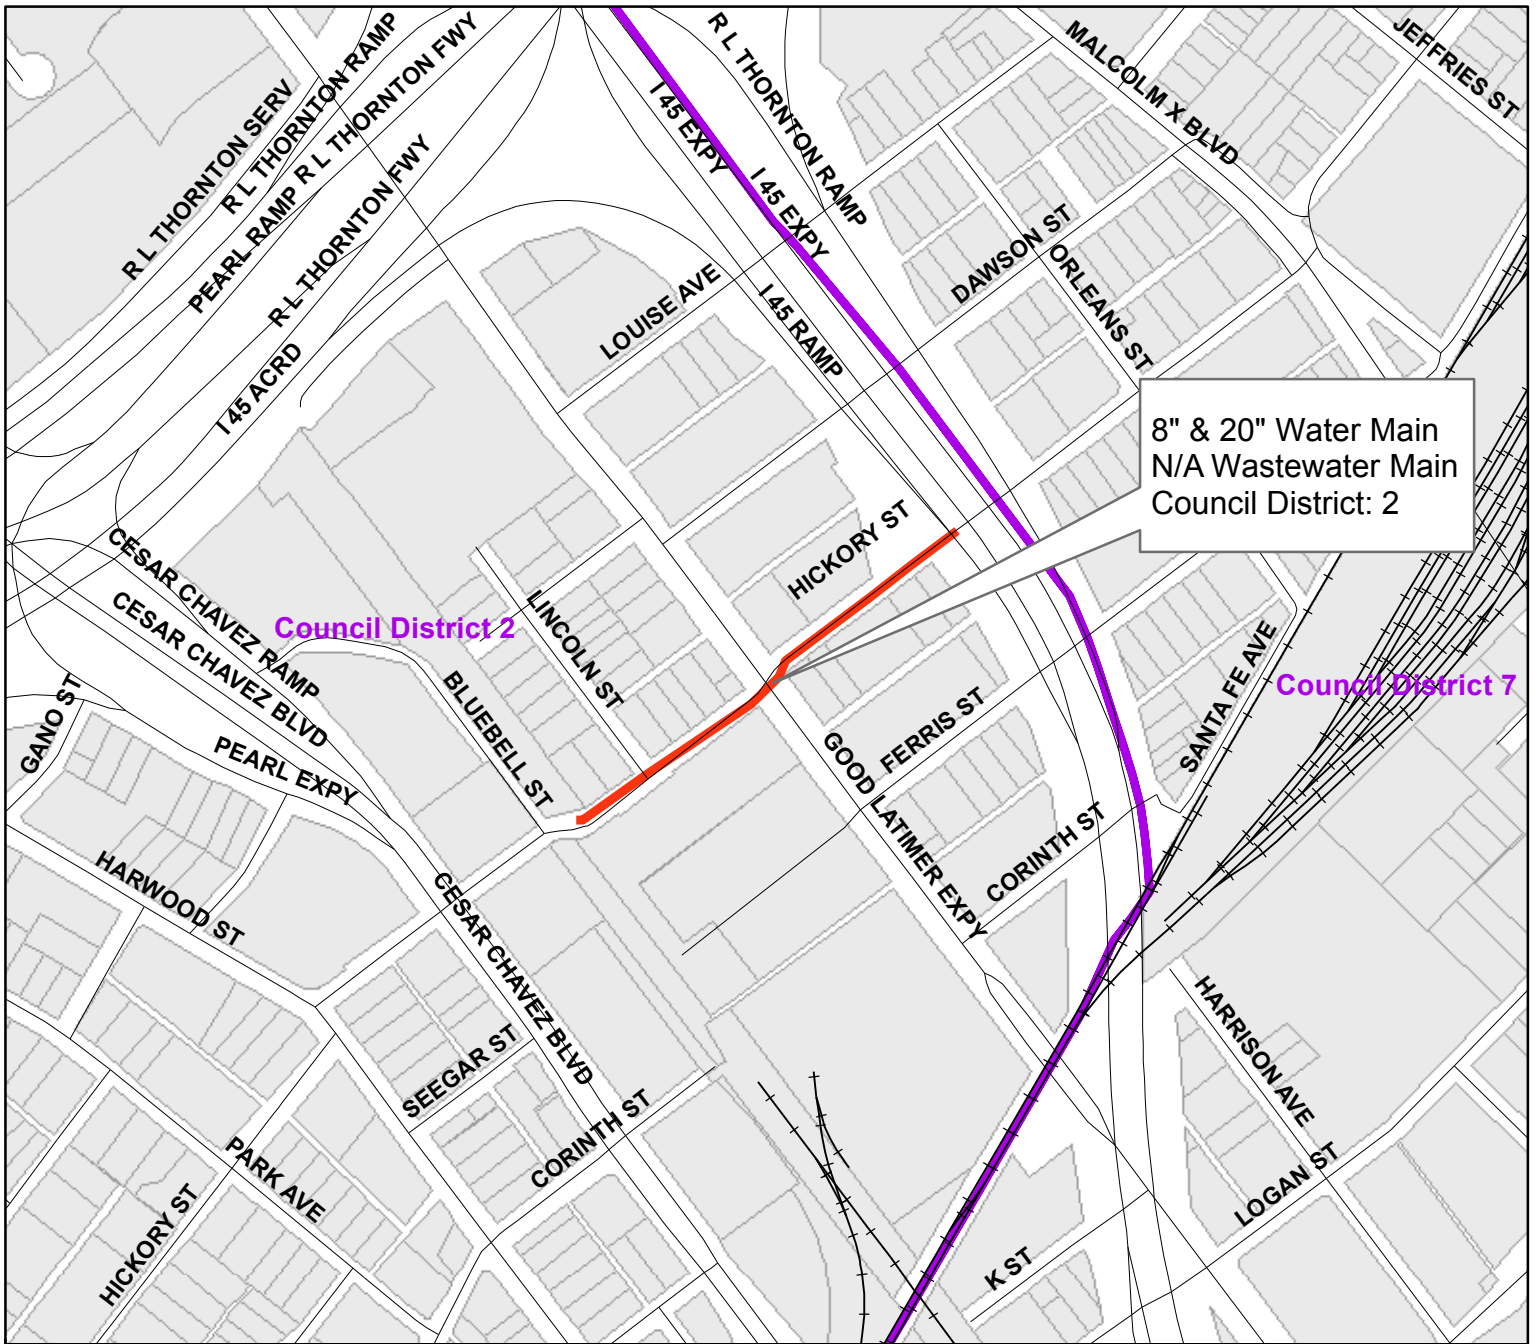 R L THORNTON SERV
R L THORNTON RAMP
PEARL RAMP
R L THORNTON FWY
R L THORNTON FWY
I 45 ACRD
I 45 EXPY
I 45 EXPY
R L THORNTON RAMP
I 45 RAMP
MALCOLM X BLVD
JEFFRIES ST
LOUISE AVE
DAWSON ST
ORLEANS ST
8" & 20" Water Main
N/A Wastewater Main
Council District: 2
HICKORY ST
CESAR CHAVEZ RAMP
CESAR CHAVEZ BLVD
Council District 2
LINCOLN ST
BLUEBELL ST
GANO ST
PEARL EXPY
GOOD LATIMER EXPY
FERRIS ST
SANTA FE AVE
Council District 7
CORINTH ST
HARWOOD ST
CESAR CHAVEZ BLVD
SEEGAR ST
CORINTH ST
HARRISON AVE
PARK AVE
HICKORY ST
LOGAN ST
K ST